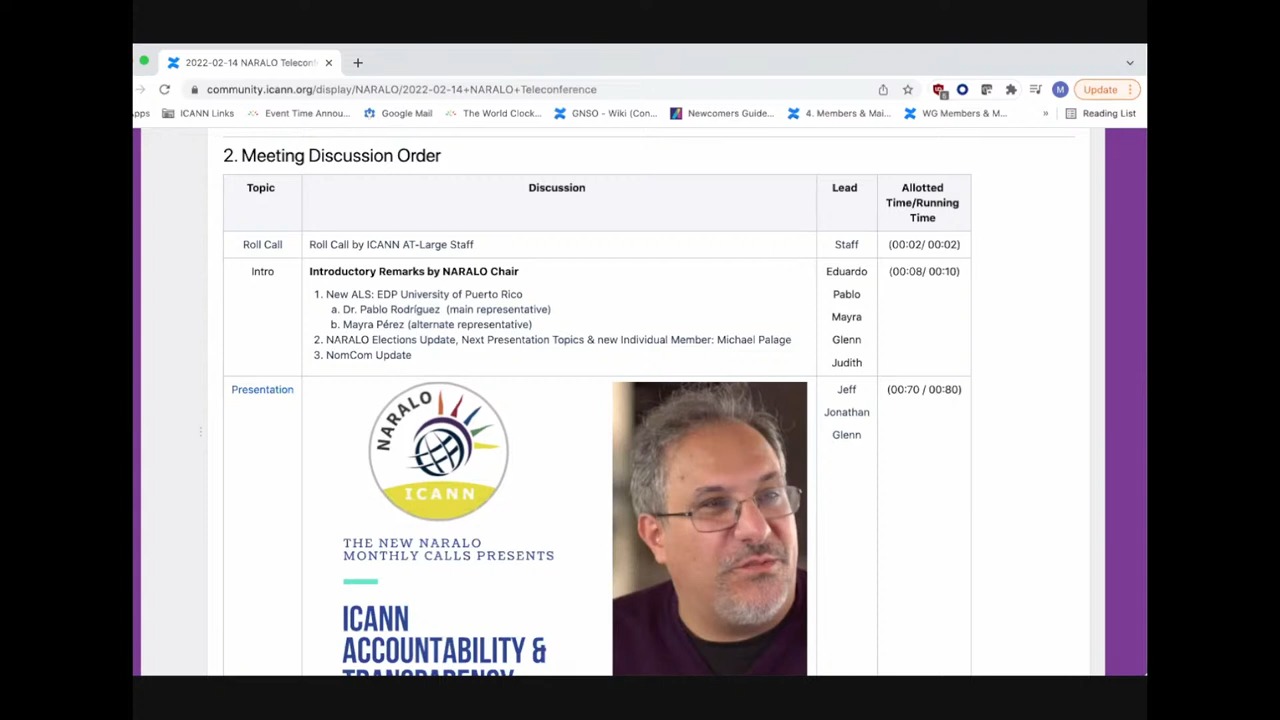 2022-02-14 NARALO Telecon
community.icann.org/display/NARALO/2022-02-14+NARALO+Teleconference
Update
Apps
ICANN Links
Event Time Annou...
Google Mail
The World Clock...
GNSO - Wiki (Con...
Newcomers Guide...
4. Members & Mai...
WG Members & M...
»
Reading List
2. Meeting Discussion Order
Topic
Discussion
Lead
Allotted
Time/Running
Time
Roll Call
Roll Call by ICANN AT-Large Staff
Staff
(00:02/ 00:02)
Intro
Introductory Remarks by NARALO Chair
1. New ALS: EDP University of Puerto Rico
a. Dr. Pablo Rodríguez (main representative)
b. Mayra Pérez (alternate representative)
2. NARALO Elections Update, Next Presentation Topics & new Individual Member: Michael Palage
3. NomCom Update
Eduardo
Pablo
Mayra
Glenn
Judith
(00:08/ 00:10)
Presentation
NARALO
ICANN
THE NEW NARALO
MONTHLY CALLS PRESENTS
ICANN
ACCOUNTABILITY &
TRANSPARENCY
Jeff
Jonathan
Glenn
(00:70 / 00:80)